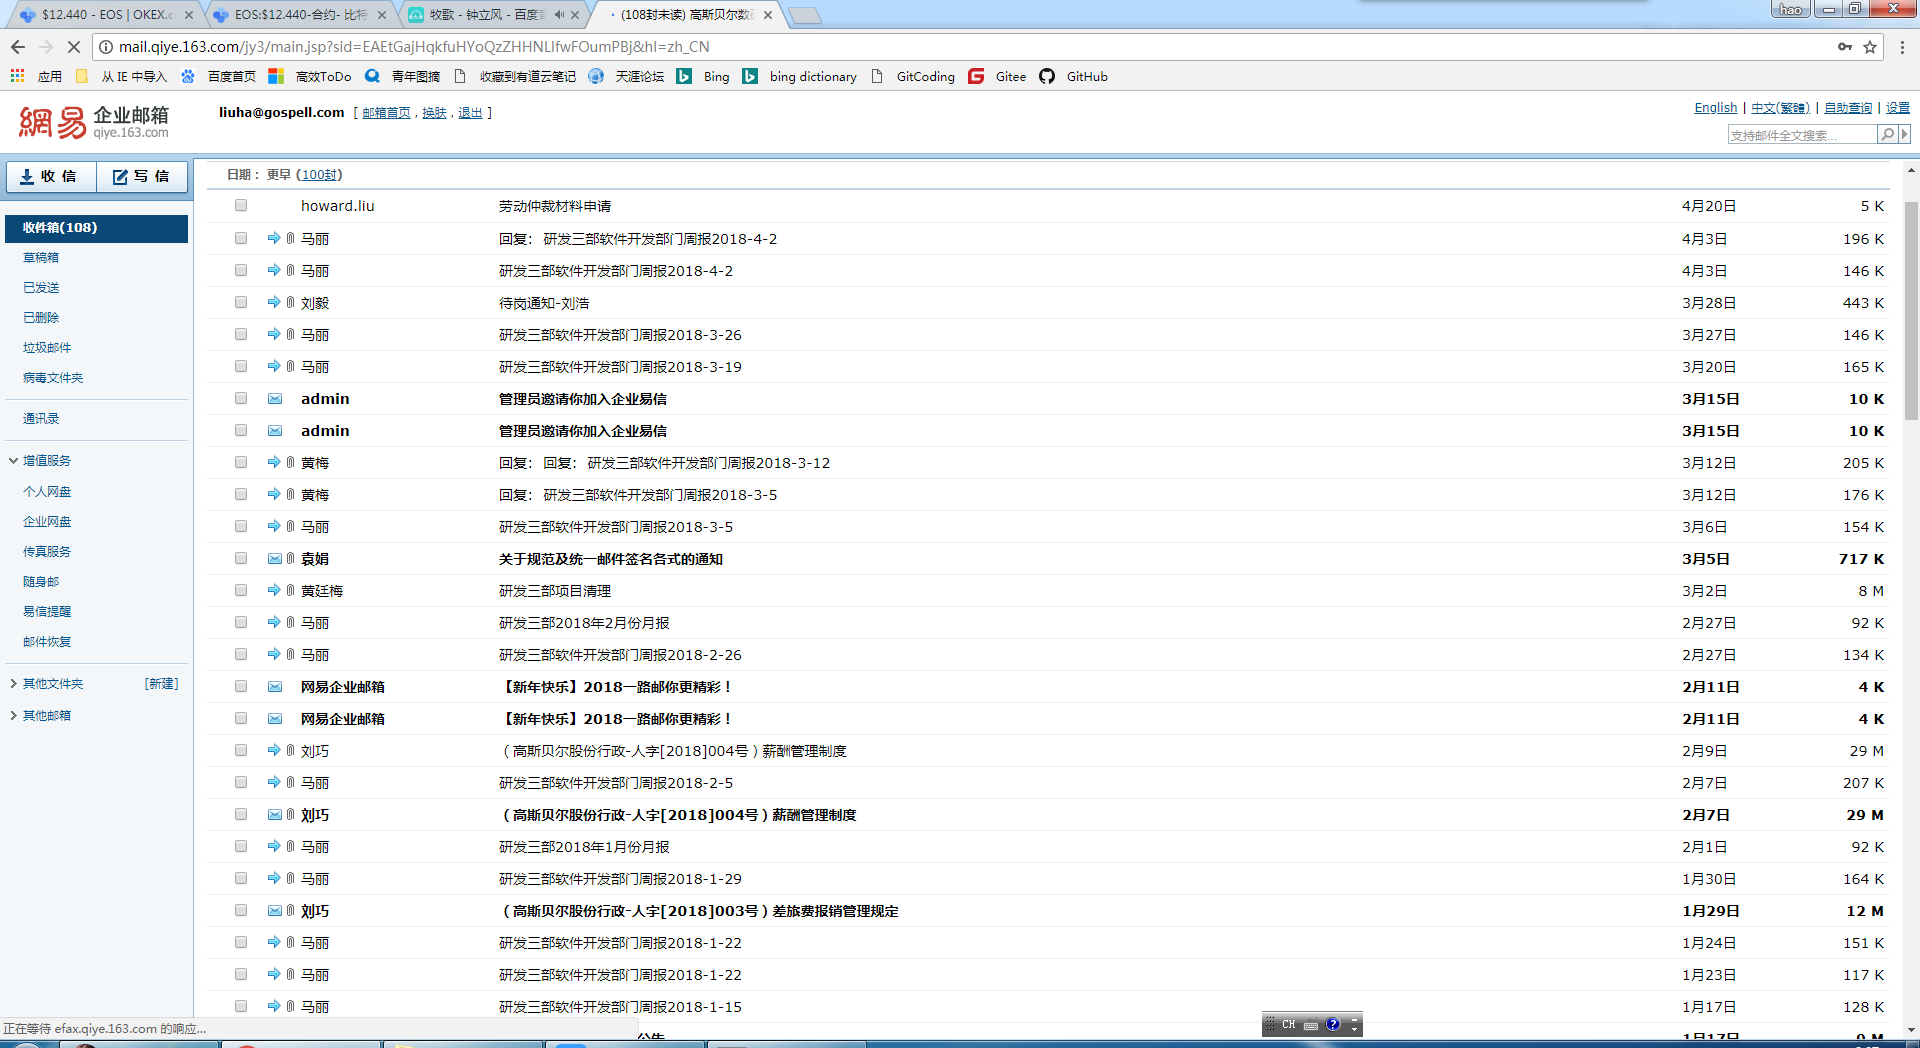 $12.440 - EOS | OKEX.c
EOS:$12.440-合约- 比特
牧歌 - 钟立风 - 百度音
(108封未读) 高斯贝尔数码
hao
mail.qiye.163.com/jy3/main.jsp?sid=EAEtGajHqkfuHYoQzZHHNLlfwFOumPBj&hl=zh_CN
应用 从 IE 中导入 百度首页 高效ToDo 青年图摘 收藏到有道云笔记 天涯论坛 Bing bing dictionary GitCoding Gitee GitHub
網易 企业邮箱
qiye.163.com
liuha@gospell.com [ 邮箱首页 , 换肤 , 退出 ]
English | 中文(繁體) | 自助查询 | 设置
支持邮件全文搜索...
收 信 写 信
收件箱(108)
草稿箱
已发送
已删除
垃圾邮件
病毒文件夹
通讯录
增值服务
个人网盘
企业网盘
传真服务
随身邮
易信提醒
邮件恢复
其他文件夹 [新建]
其他邮箱
日期： 更早 (100封)
howard.liu 劳动仲裁材料申请 4月20日 5 K
马丽 回复： 研发三部软件开发部门周报2018-4-2 4月3日 196 K
马丽 研发三部软件开发部门周报2018-4-2 4月3日 146 K
刘毅 待岗通知-刘浩 3月28日 443 K
马丽 研发三部软件开发部门周报2018-3-26 3月27日 146 K
马丽 研发三部软件开发部门周报2018-3-19 3月20日 165 K
admin 管理员邀请你加入企业易信 3月15日 10 K
admin 管理员邀请你加入企业易信 3月15日 10 K
黄梅 回复： 回复： 研发三部软件开发部门周报2018-3-12 3月12日 205 K
黄梅 回复： 研发三部软件开发部门周报2018-3-5 3月12日 176 K
马丽 研发三部软件开发部门周报2018-3-5 3月6日 154 K
袁娟 关于规范及统一邮件签名各式的通知 3月5日 717 K
黄廷梅 研发三部项目清理 3月2日 8 M
马丽 研发三部2018年2月份月报 2月27日 92 K
马丽 研发三部软件开发部门周报2018-2-26 2月27日 134 K
网易企业邮箱 【新年快乐】2018一路邮你更精彩！ 2月11日 4 K
网易企业邮箱 【新年快乐】2018一路邮你更精彩！ 2月11日 4 K
刘巧 （高斯贝尔股份行政-人字[2018]004号）薪酬管理制度 2月9日 29 M
马丽 研发三部软件开发部门周报2018-2-5 2月7日 207 K
刘巧 （高斯贝尔股份行政-人字[2018]004号）薪酬管理制度 2月7日 29 M
马丽 研发三部2018年1月份月报 2月1日 92 K
马丽 研发三部软件开发部门周报2018-1-29 1月30日 164 K
刘巧 （高斯贝尔股份行政-人字[2018]003号）差旅费报销管理规定 1月29日 12 M
马丽 研发三部软件开发部门周报2018-1-22 1月24日 151 K
马丽 研发三部软件开发部门周报2018-1-22 1月23日 117 K
马丽 研发三部软件开发部门周报2018-1-15 1月17日 128 K
公告 1月17日 9 M
正在等待 efax.qiye.163.com 的响应...
CH